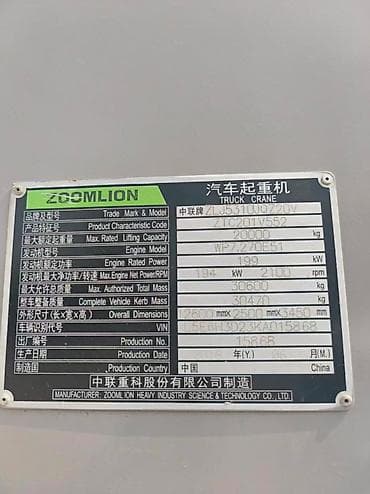 ZOOMLION
汽车起重机
TRUCK CRANE
品牌及型号 Trade Mark & Model 中联牌
产品特征号 Product Characteristic Code ZTC201V552
最大额定起重量 Max. Rated Lifting Capacity 20000 kg
发动机型号 Engine Model WP7.270E51
发动机额定功率 Engine Rated Power 199 kW
发动机最大净功率/转速 Max.Engine Net Power/RPM 194 kW 2100 rpm
最大允许总质量 Max. Authorized Total Mass 30600 kg
整车整备质量 Complete Vehicle Kerb Mass 30470 kg
外形尺寸(长×宽×高) Overall Dimensions 12800 mm×2500 mm×3450 mm
车辆识别代号 VIN
出厂编号 Production No. 15868
生产日期 Production Date 年(Y.) 月(M.)
制造国 Production Country 中国 China
中联重科股份有限公司制造
MANUFACTURER: ZOOMLION HEAVY INDUSTRY SCIENCE & TECHNOLOGY CO., LTD.